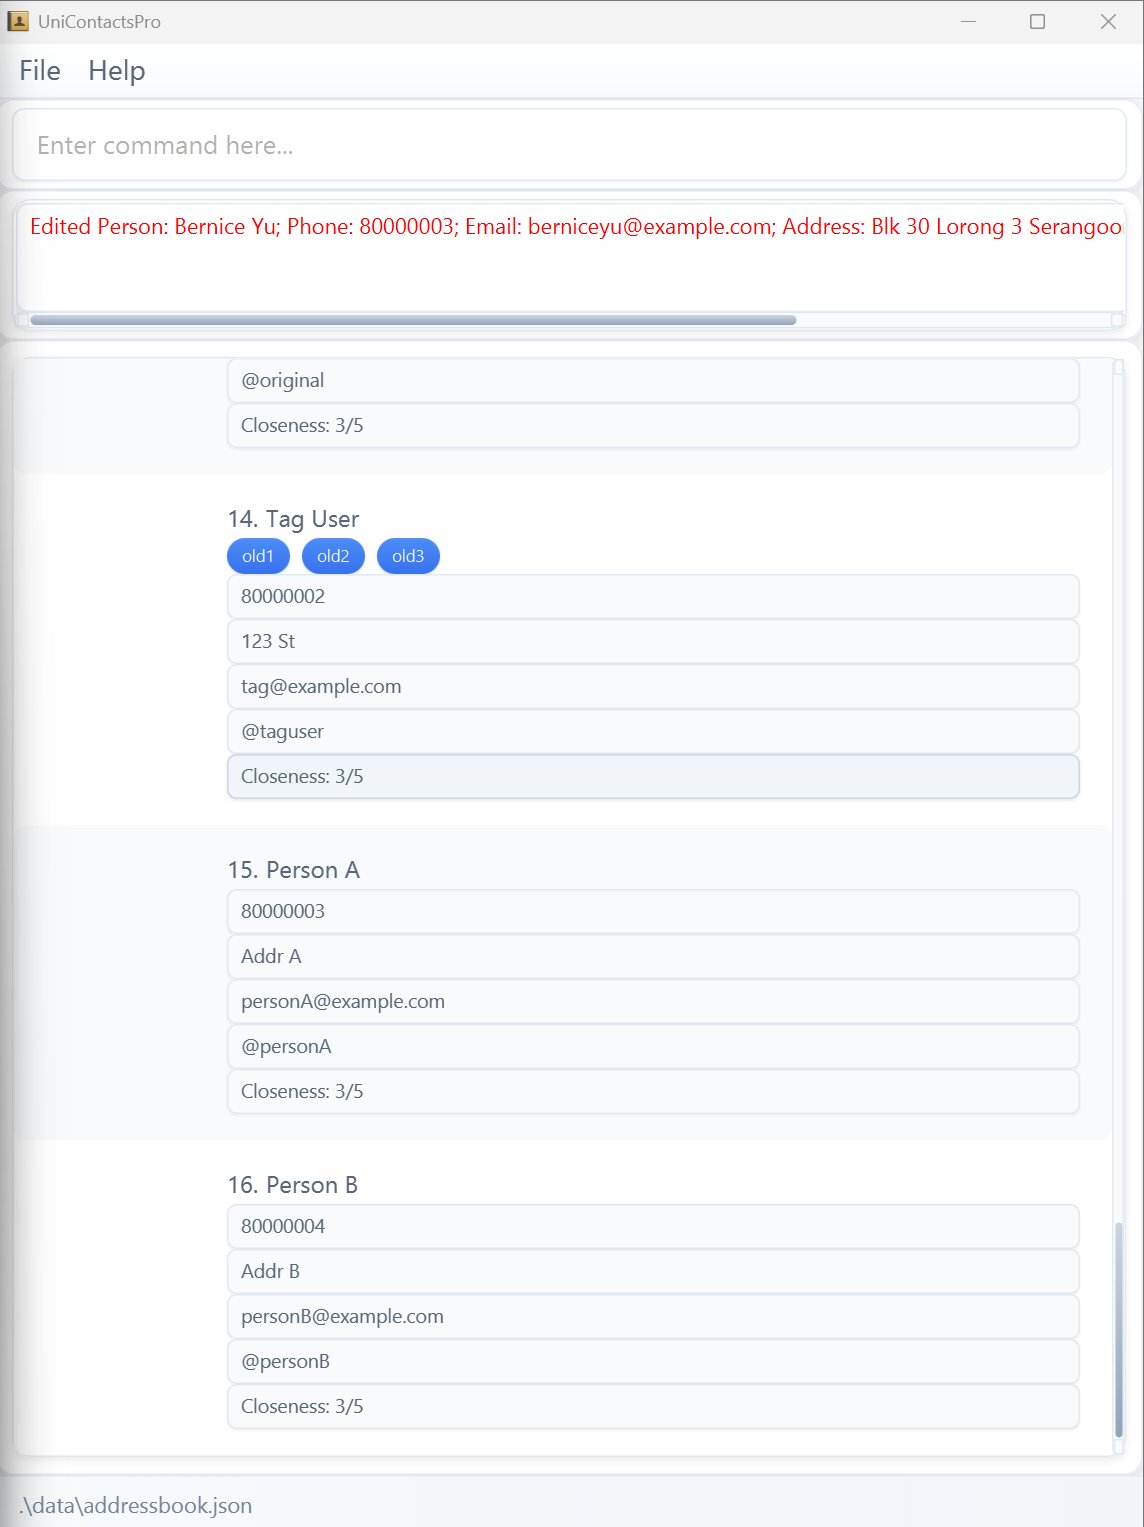 UniContactsPro
File Help
Enter command here...
Edited Person: Bernice Yu; Phone: 80000003; Email: berniceyu@example.com; Address: Blk 30 Lorong 3 Serangoo
@original
Closeness: 3/5
14. Tag User
old1 old2 old3
80000002
123 St
tag@example.com
@taguser
Closeness: 3/5
15. Person A
80000003
Addr A
personA@example.com
@personA
Closeness: 3/5
16. Person B
80000004
Addr B
personB@example.com
@personB
Closeness: 3/5
.\data\addressbook.json